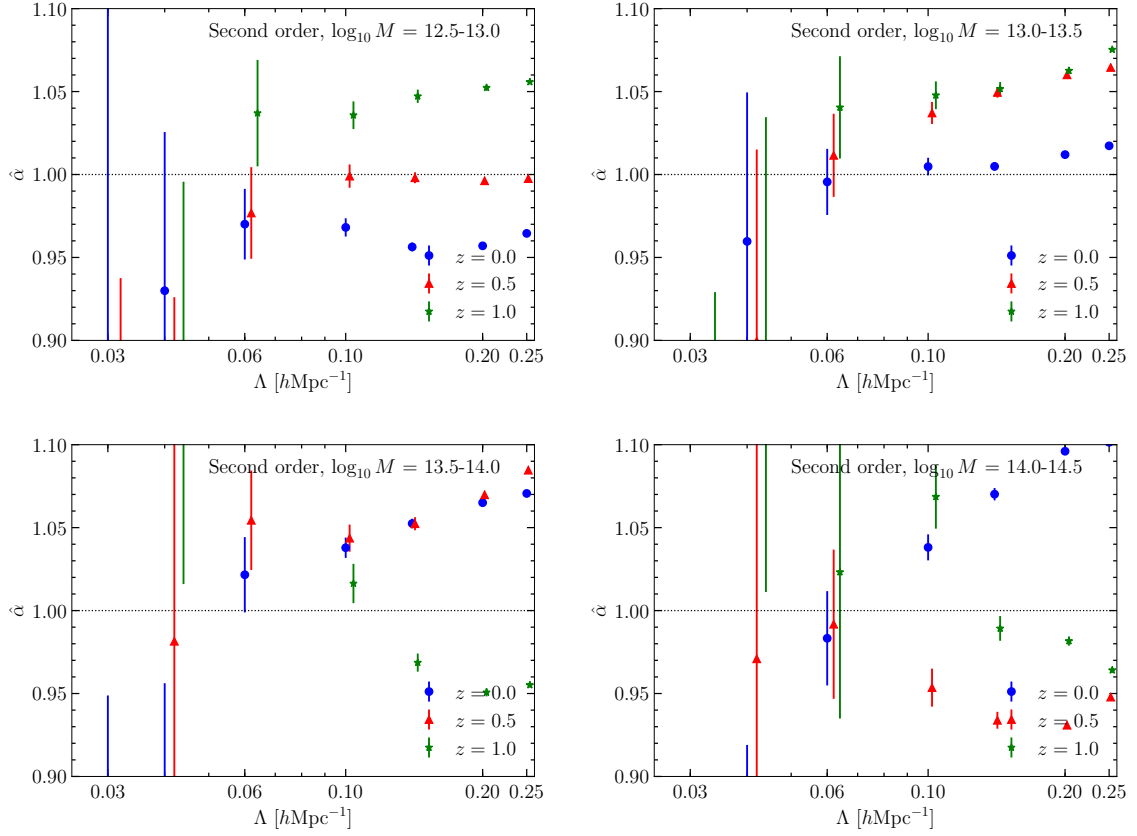 Second order, log₁₀ M = 12.5-13.0
1.10
1.05
1.00
0.95
0.90
α̂
z = 0.0
z = 0.5
z = 1.0
0.03
0.06
0.10
0.20
0.25
Λ [hMpc⁻¹]
Second order, log₁₀ M = 13.0-13.5
1.10
1.05
1.00
0.95
0.90
α̂
z = 0.0
z = 0.5
z = 1.0
0.03
0.06
0.10
0.20
0.25
Λ [hMpc⁻¹]
Second order, log₁₀ M = 13.5-14.0
1.10
1.05
1.00
0.95
0.90
α̂
z = 0.0
z = 0.5
z = 1.0
0.03
0.06
0.10
0.20
0.25
Λ [hMpc⁻¹]
Second order, log₁₀ M = 14.0-14.5
1.10
1.05
1.00
0.95
0.90
α̂
z = 0.0
z = 0.5
z = 1.0
0.03
0.06
0.10
0.20
0.25
Λ [hMpc⁻¹]